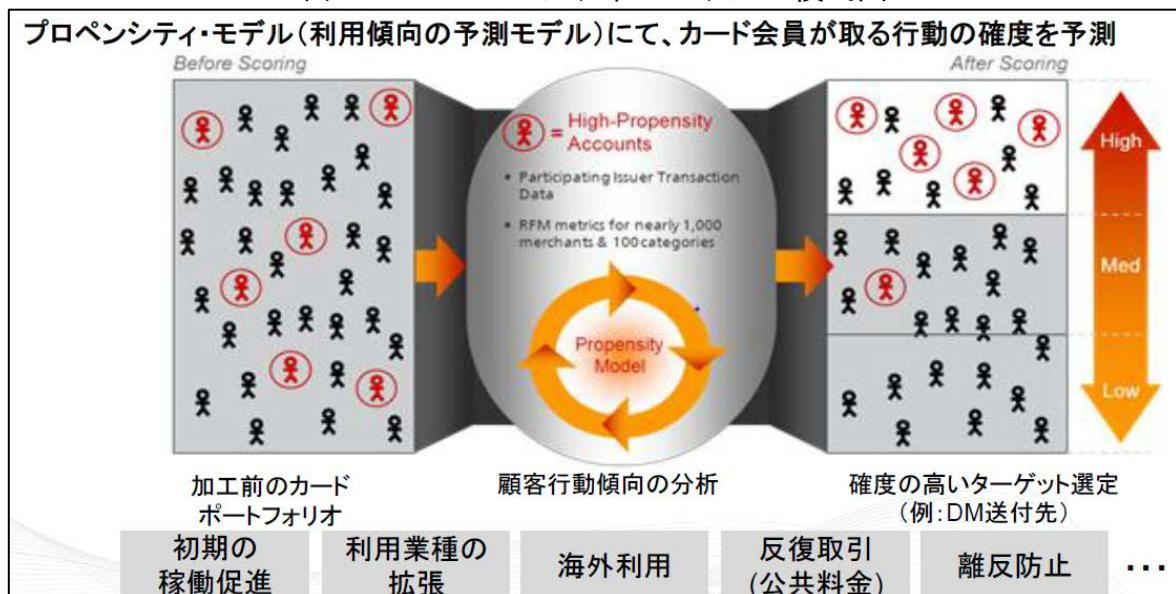 プロペンシティ・モデル(利用傾向の予測モデル)にて、カード会員が取る行動の確度を予測
Before Scoring
After Scoring
= High-Propensity
Accounts
• Participating Issuer Transaction
Data
• RFM metrics for nearly 1,000
merchants & 100 categories
Propensity
Model
High
Med
Low
加工前のカード
ポートフォリオ
顧客行動傾向の分析
確度の高いターゲット選定
(例:DM送付先)
初期の
稼働促進
利用業種の
拡張
海外利用
反復取引
(公共料金)
離反防止
…